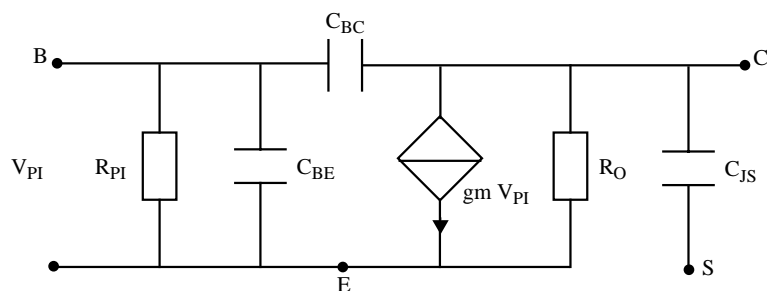 C_BC
B
C
V_PI
R_PI
C_BE
gm V_PI
R_O
C_JS
E
S